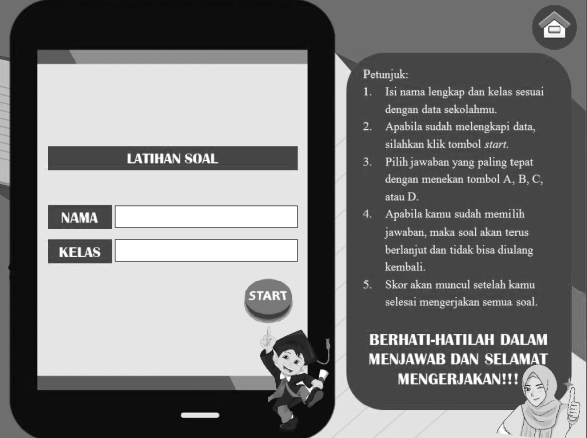 LATIHAN SOAL
NAMA
KELAS
START
Petunjuk:
1. Isi nama lengkap dan kelas sesuai
dengan data sekolahmu.
2. Apabila sudah melengkapi data,
silahkan klik tombol start.
3. Pilih jawaban yang paling tepat
dengan menekan tombol A, B, C,
atau D.
4. Apabila kamu sudah memilih
jawaban, maka soal akan terus
berlanjut dan tidak bisa diulang
kembali.
5. Skor akan muncul setelah kamu
selesai mengerjakan semua soal.
BERHATI-HATILAH DALAM
MENJAWAB DAN SELAMAT
MENGERJAKAN!!!